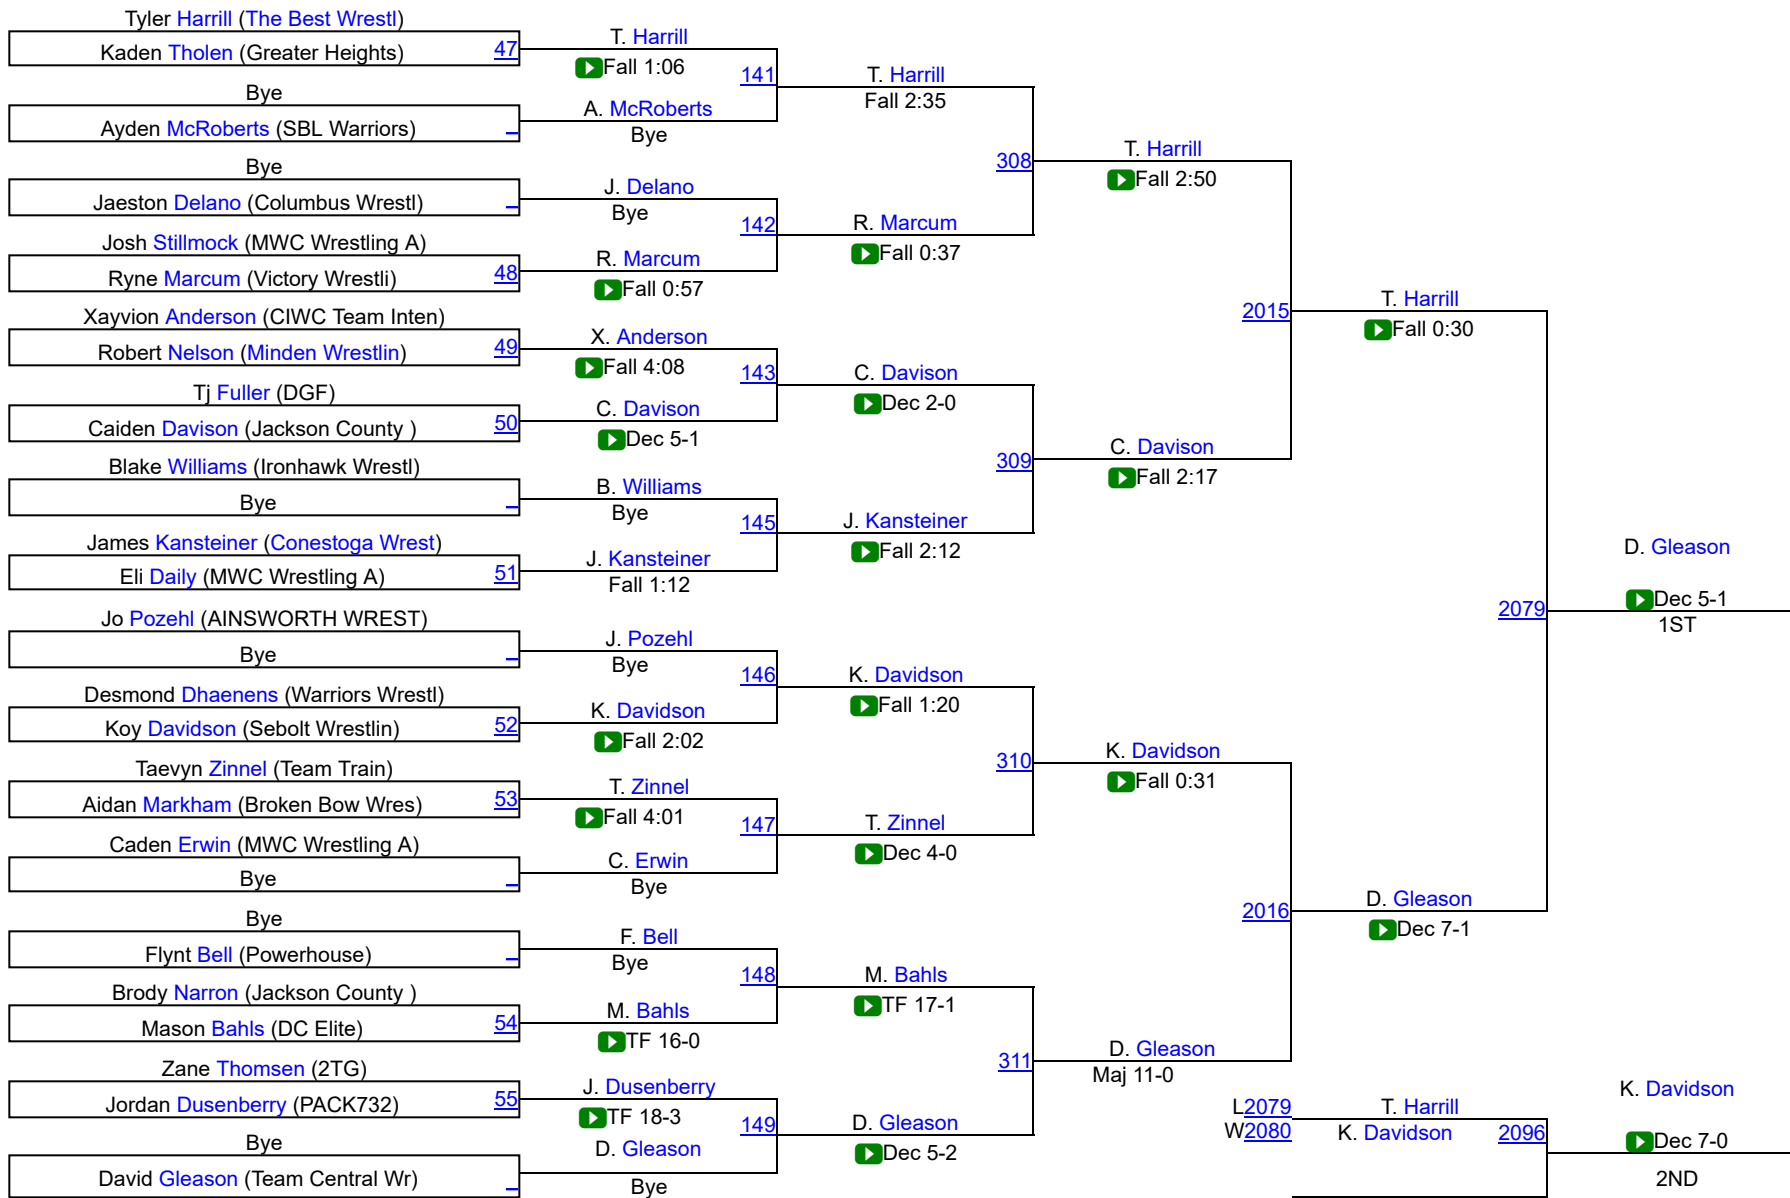 Tyler Harrill (The Best Wrestl)
Kaden Tholen (Greater Heights) 47
Bye
Ayden McRoberts (SBL Warriors)
Bye
Jaeston Delano (Columbus Wrestl)
Josh Stillmock (MWC Wrestling A)
Ryne Marcum (Victory Wrestli) 48
Xayvion Anderson (CIWC Team Inten)
Robert Nelson (Minden Wrestlin) 49
Tj Fuller (DGF)
Caiden Davison (Jackson County ) 50
Blake Williams (Ironhawk Wrestl)
Bye
James Kansteiner (Conestoga Wrest)
Eli Daily (MWC Wrestling A) 51
Jo Pozehl (AINSWORTH WREST)
Bye
Desmond Dhaenens (Warriors Wrestl)
Koy Davidson (Sebolt Wrestlin) 52
Taevyn Zinnel (Team Train)
Aidan Markham (Broken Bow Wres) 53
Caden Erwin (MWC Wrestling A)
Bye
Bye
Flynt Bell (Powerhouse)
Brody Narron (Jackson County )
Mason Bahls (DC Elite) 54
Zane Thomsen (2TG)
Jordan Dusenberry (PACK732) 55
Bye
David Gleason (Team Central Wr)
T. Harrill
Fall 1:06
141
A. McRoberts
Bye
J. Delano
Bye
142
R. Marcum
Fall 0:57
X. Anderson
Fall 4:08
143
C. Davison
Dec 5-1
B. Williams
Bye
145
J. Kansteiner
Fall 1:12
J. Pozehl
Bye
146
K. Davidson
Fall 2:02
T. Zinnel
Fall 4:01
147
C. Erwin
Bye
F. Bell
Bye
148
M. Bahls
TF 16-0
J. Dusenberry
TF 18-3
149
D. Gleason
Bye
T. Harrill
Fall 2:35
308
R. Marcum
Fall 0:37
C. Davison
Dec 2-0
309
J. Kansteiner
Fall 2:12
K. Davidson
Fall 1:20
310
T. Zinnel
Dec 4-0
M. Bahls
TF 17-1
311
D. Gleason
Dec 5-2
T. Harrill
Fall 2:50
2015
C. Davison
Fall 2:17
K. Davidson
Fall 0:31
2016
D. Gleason
Maj 11-0
T. Harrill
Fall 0:30
2079
D. Gleason
Dec 7-1
D. Gleason
Dec 5-1
1ST
L2079 T. Harrill
W2080 K. Davidson 2096
K. Davidson
Dec 7-0
2ND